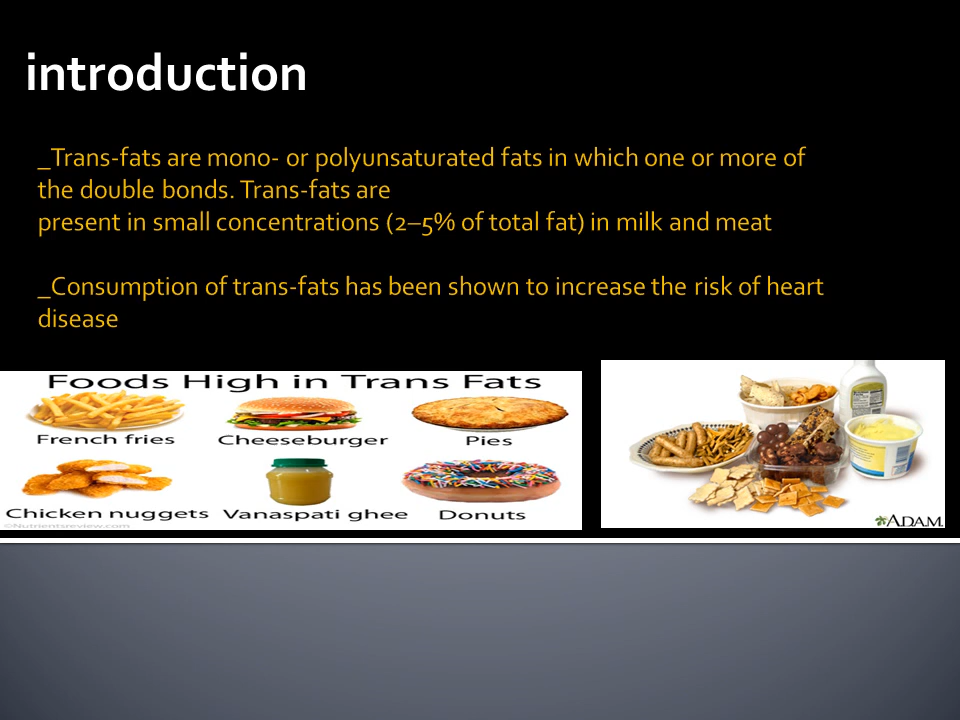 introduction
_Trans-fats are mono- or polyunsaturated fats in which one or more of
the double bonds. Trans-fats are
present in small concentrations (2–5% of total fat) in milk and meat
_Consumption of trans-fats has been shown to increase the risk of heart
disease
Foods High in Trans Fats
French fries Cheeseburger Pies
Chicken nuggets Vanaspati ghee Donuts
©Nutrientsreview.com
ADAM.